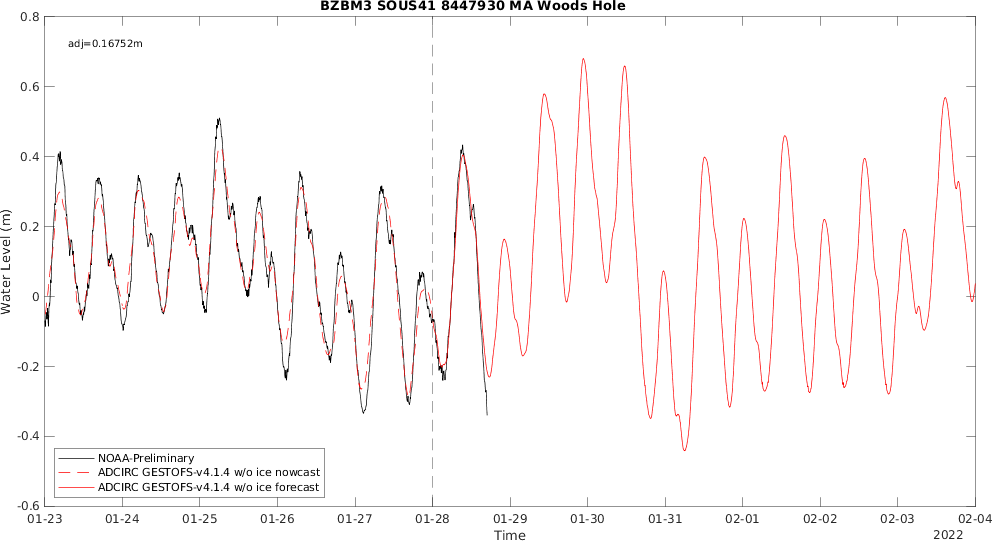 BZBM3 SOUS41 8447930 MA Woods Hole
adj=0.16752m
0.8
0.6
0.4
0.2
0
-0.2
-0.4
-0.6
Water Level (m)
NOAA-Preliminary
ADCIRC GESTOFS-v4.1.4 w/o ice nowcast
ADCIRC GESTOFS-v4.1.4 w/o ice forecast
01-23 01-24 01-25 01-26 01-27 01-28 01-29 01-30 01-31 02-01 02-02 02-03 02-04
Time
2022